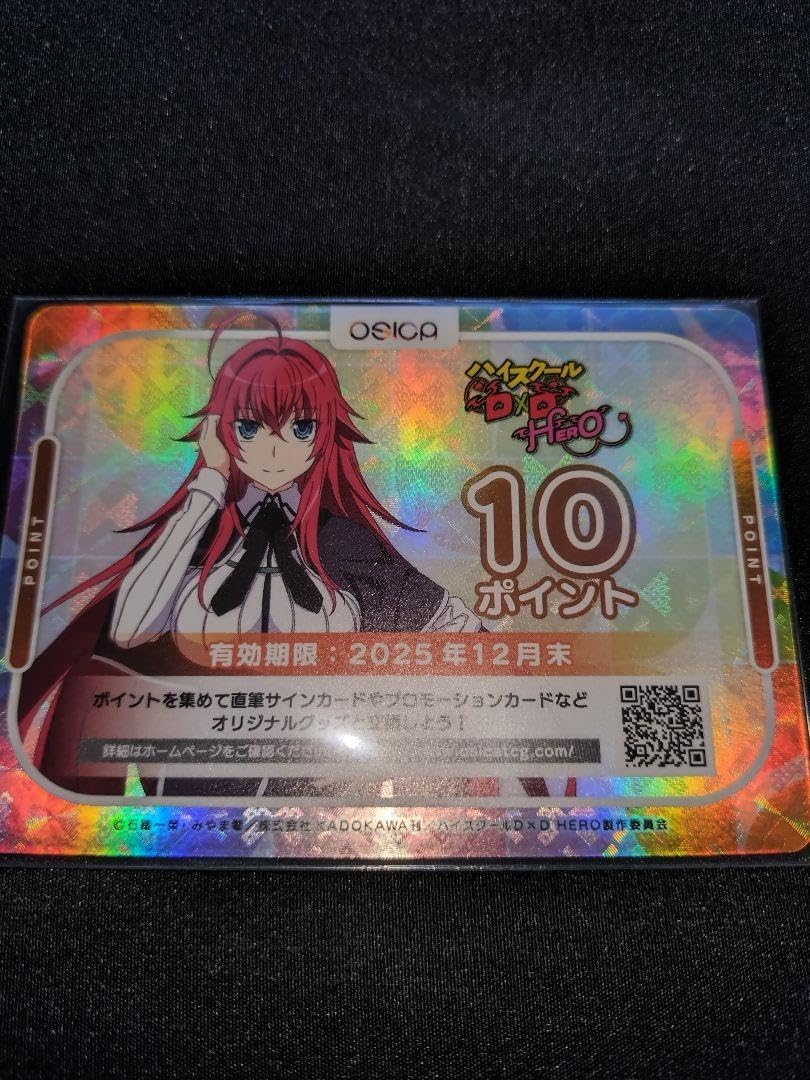 OSICA
ハイスクール
D×D
HERO
10
ポイント
POINT
POINT
有効期限：2025年12月末
ポイントを集めて直筆サインカードやプロモーションカードなど
オリジナルグッズと交換しよう！
詳細はホームページをご確認くださ osicatcg.com/
©石踏一榮・みやま零／株式会社KADOKAWA刊／ハイスクールD×D HERO製作委員会